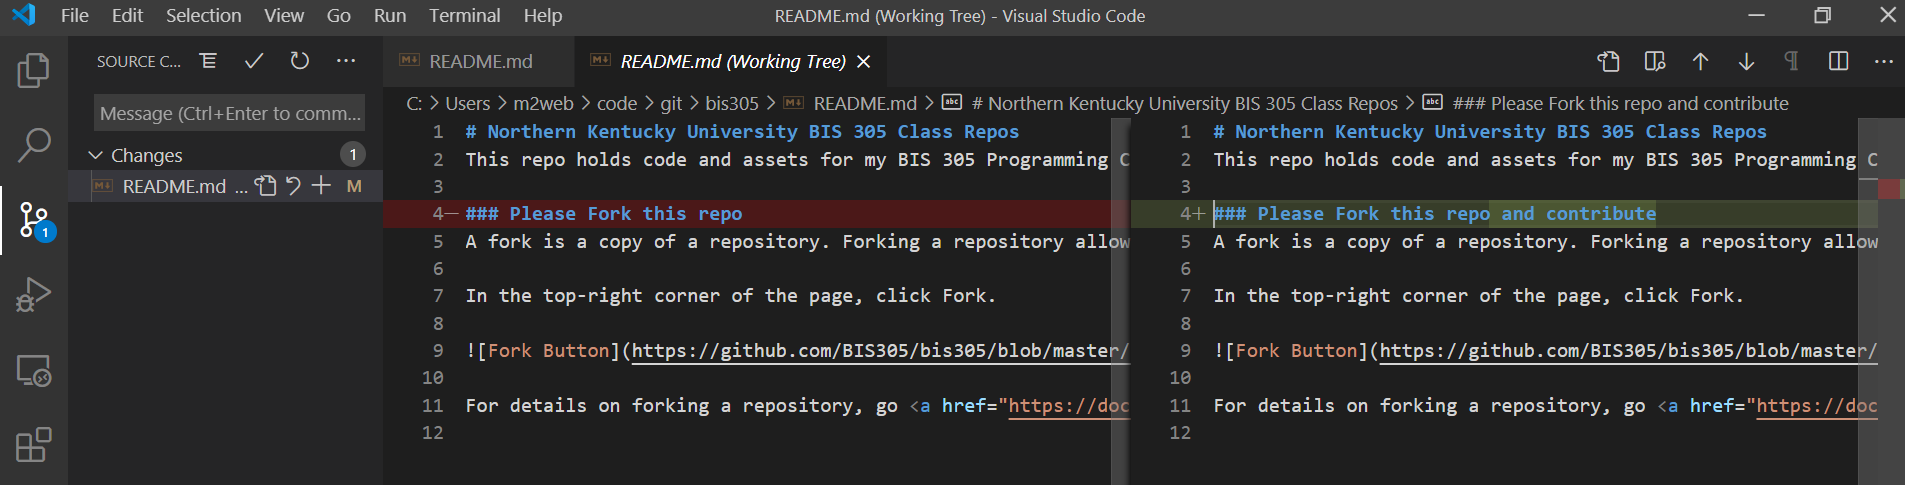 File Edit Selection View Go Run Terminal Help README.md (Working Tree) - Visual Studio Code
SOURCE C... README.md README.md (Working Tree)
Message (Ctrl+Enter to comm...
Changes 1
README.md ... M
1
C: > Users > m2web > code > git > bis305 > README.md > # Northern Kentucky University BIS 305 Class Repos > ### Please Fork this repo and contribute
1 # Northern Kentucky University BIS 305 Class Repos
2 This repo holds code and assets for my BIS 305 Programming C
3
4— ### Please Fork this repo
5 A fork is a copy of a repository. Forking a repository allow
6
7 In the top-right corner of the page, click Fork.
8
9 ![Fork Button](https://github.com/BIS305/bis305/blob/master/
10
11 For details on forking a repository, go <a href="https://doc
12
1 # Northern Kentucky University BIS 305 Class Repos
2 This repo holds code and assets for my BIS 305 Programming C
3
4+ ### Please Fork this repo and contribute
5 A fork is a copy of a repository. Forking a repository allow
6
7 In the top-right corner of the page, click Fork.
8
9 ![Fork Button](https://github.com/BIS305/bis305/blob/master/
10
11 For details on forking a repository, go <a href="https://doc
12